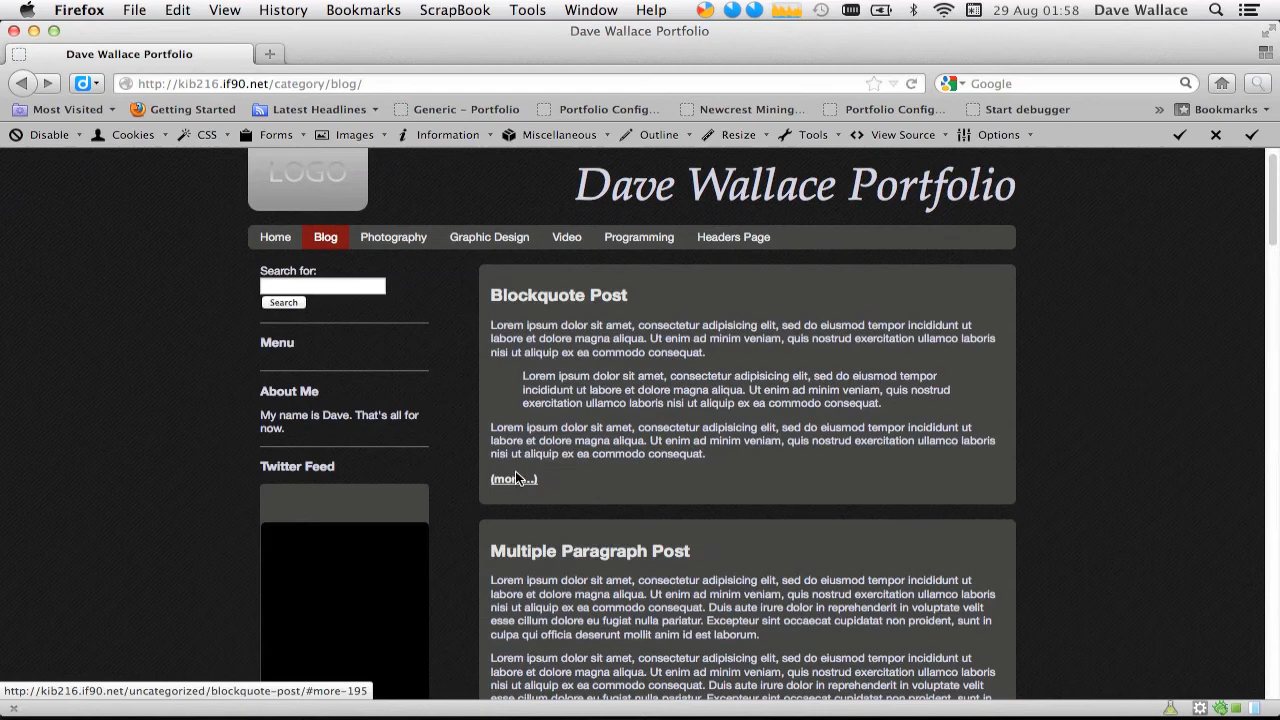 Firefox File Edit View History Bookmarks ScrapBook Tools Window Help 29 Aug 01:58 Dave Wallace
Dave Wallace Portfolio
Dave Wallace Portfolio
http://kib216.if90.net/category/blog/ Google
Most Visited Getting Started Latest Headlines Generic - Portfolio Portfolio Config... Newcrest Mining... Portfolio Config... Start debugger » Bookmarks
Disable Cookies CSS Forms Images Information Miscellaneous Outline Resize Tools View Source Options
LOGO
Dave Wallace Portfolio
Home Blog Photography Graphic Design Video Programming Headers Page
Search for:
Search
Menu
About Me
My name is Dave. That's all for
now.
Twitter Feed
Blockquote Post
Lorem ipsum dolor sit amet, consectetur adipisicing elit, sed do eiusmod tempor incididunt ut
labore et dolore magna aliqua. Ut enim ad minim veniam, quis nostrud exercitation ullamco laboris
nisi ut aliquip ex ea commodo consequat.
Lorem ipsum dolor sit amet, consectetur adipisicing elit, sed do eiusmod tempor
incididunt ut labore et dolore magna aliqua. Ut enim ad minim veniam, quis nostrud
exercitation ullamco laboris nisi ut aliquip ex ea commodo consequat.
Lorem ipsum dolor sit amet, consectetur adipisicing elit, sed do eiusmod tempor incididunt ut
labore et dolore magna aliqua. Ut enim ad minim veniam, quis nostrud exercitation ullamco laboris
nisi ut aliquip ex ea commodo consequat.
(more...)
Multiple Paragraph Post
Lorem ipsum dolor sit amet, consectetur adipisicing elit, sed do eiusmod tempor incididunt ut
labore et dolore magna aliqua. Ut enim ad minim veniam, quis nostrud exercitation ullamco laboris
nisi ut aliquip ex ea commodo consequat. Duis aute irure dolor in reprehenderit in voluptate velit
esse cillum dolore eu fugiat nulla pariatur. Excepteur sint occaecat cupidatat non proident, sunt in
culpa qui officia deserunt mollit anim id est laborum.
Lorem ipsum dolor sit amet, consectetur adipisicing elit, sed do eiusmod tempor incididunt ut
labore et dolore magna aliqua. Ut enim ad minim veniam, quis nostrud exercitation ullamco laboris
nisi ut aliquip ex ea commodo consequat. Duis aute irure dolor in reprehenderit in voluptate velit
http://kib216.if90.net/uncategorized/blockquote-post/#more-195